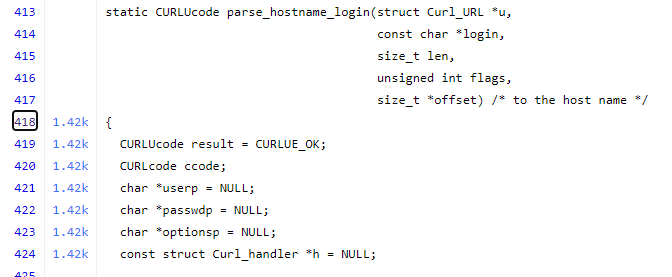 413 static CURLUcode parse_hostname_login(struct Curl_URL *u,
414 const char *login,
415 size_t len,
416 unsigned int flags,
417 size_t *offset) /* to the host name */
418 1.42k {
419 1.42k CURLUcode result = CURLUE_OK;
420 1.42k CURLcode ccode;
421 1.42k char *userp = NULL;
422 1.42k char *passwdp = NULL;
423 1.42k char *optionsp = NULL;
424 1.42k const struct Curl_handler *h = NULL;
425